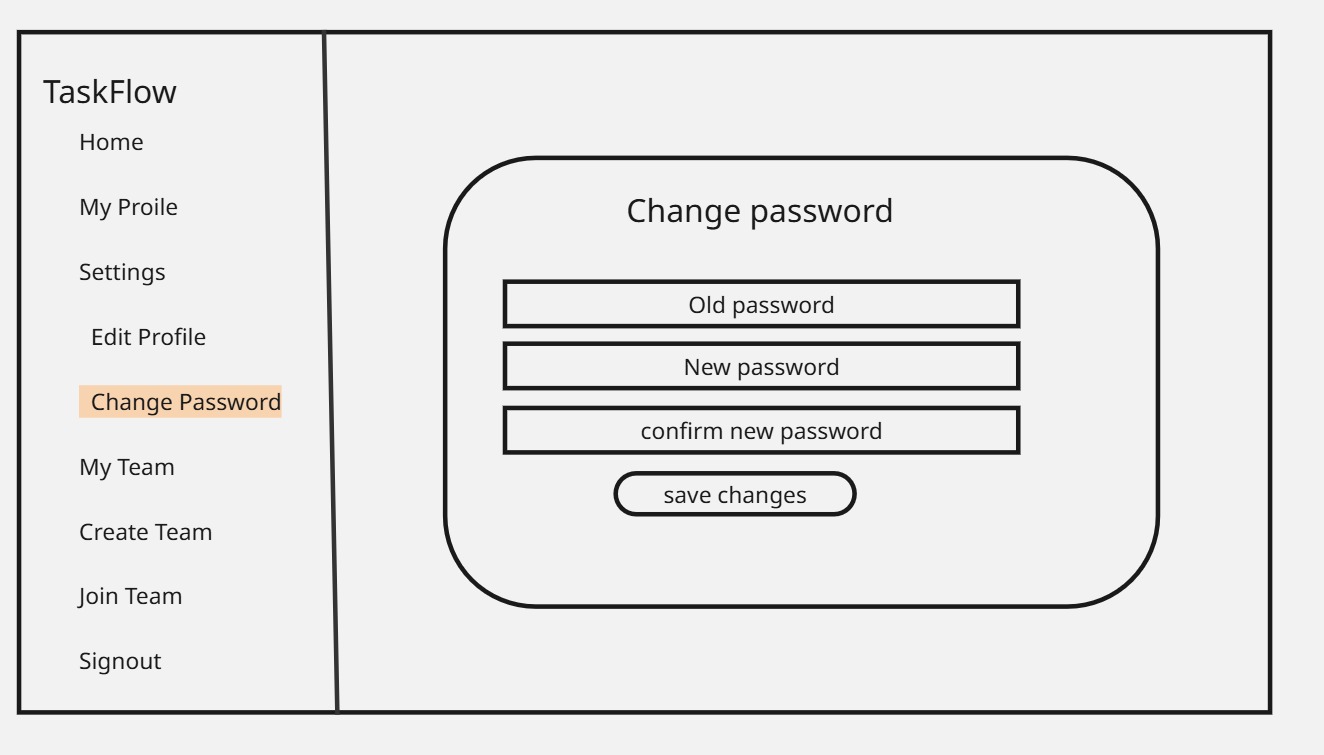 TaskFlow
Home
My Proile
Settings
Edit Profile
Change Password
My Team
Create Team
Join Team
Signout
Change password
Old password
New password
confirm new password
save changes